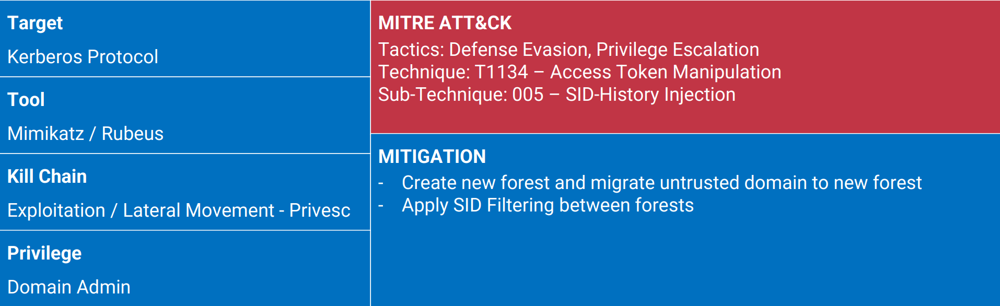 Target
Kerberos Protocol
Tool
Mimikatz / Rubeus
Kill Chain
Exploitation / Lateral Movement - Privesc
Privilege
Domain Admin
MITRE ATT&CK
Tactics: Defense Evasion, Privilege Escalation
Technique: T1134 – Access Token Manipulation
Sub-Technique: 005 – SID-History Injection
MITIGATION
- Create new forest and migrate untrusted domain to new forest
- Apply SID Filtering between forests